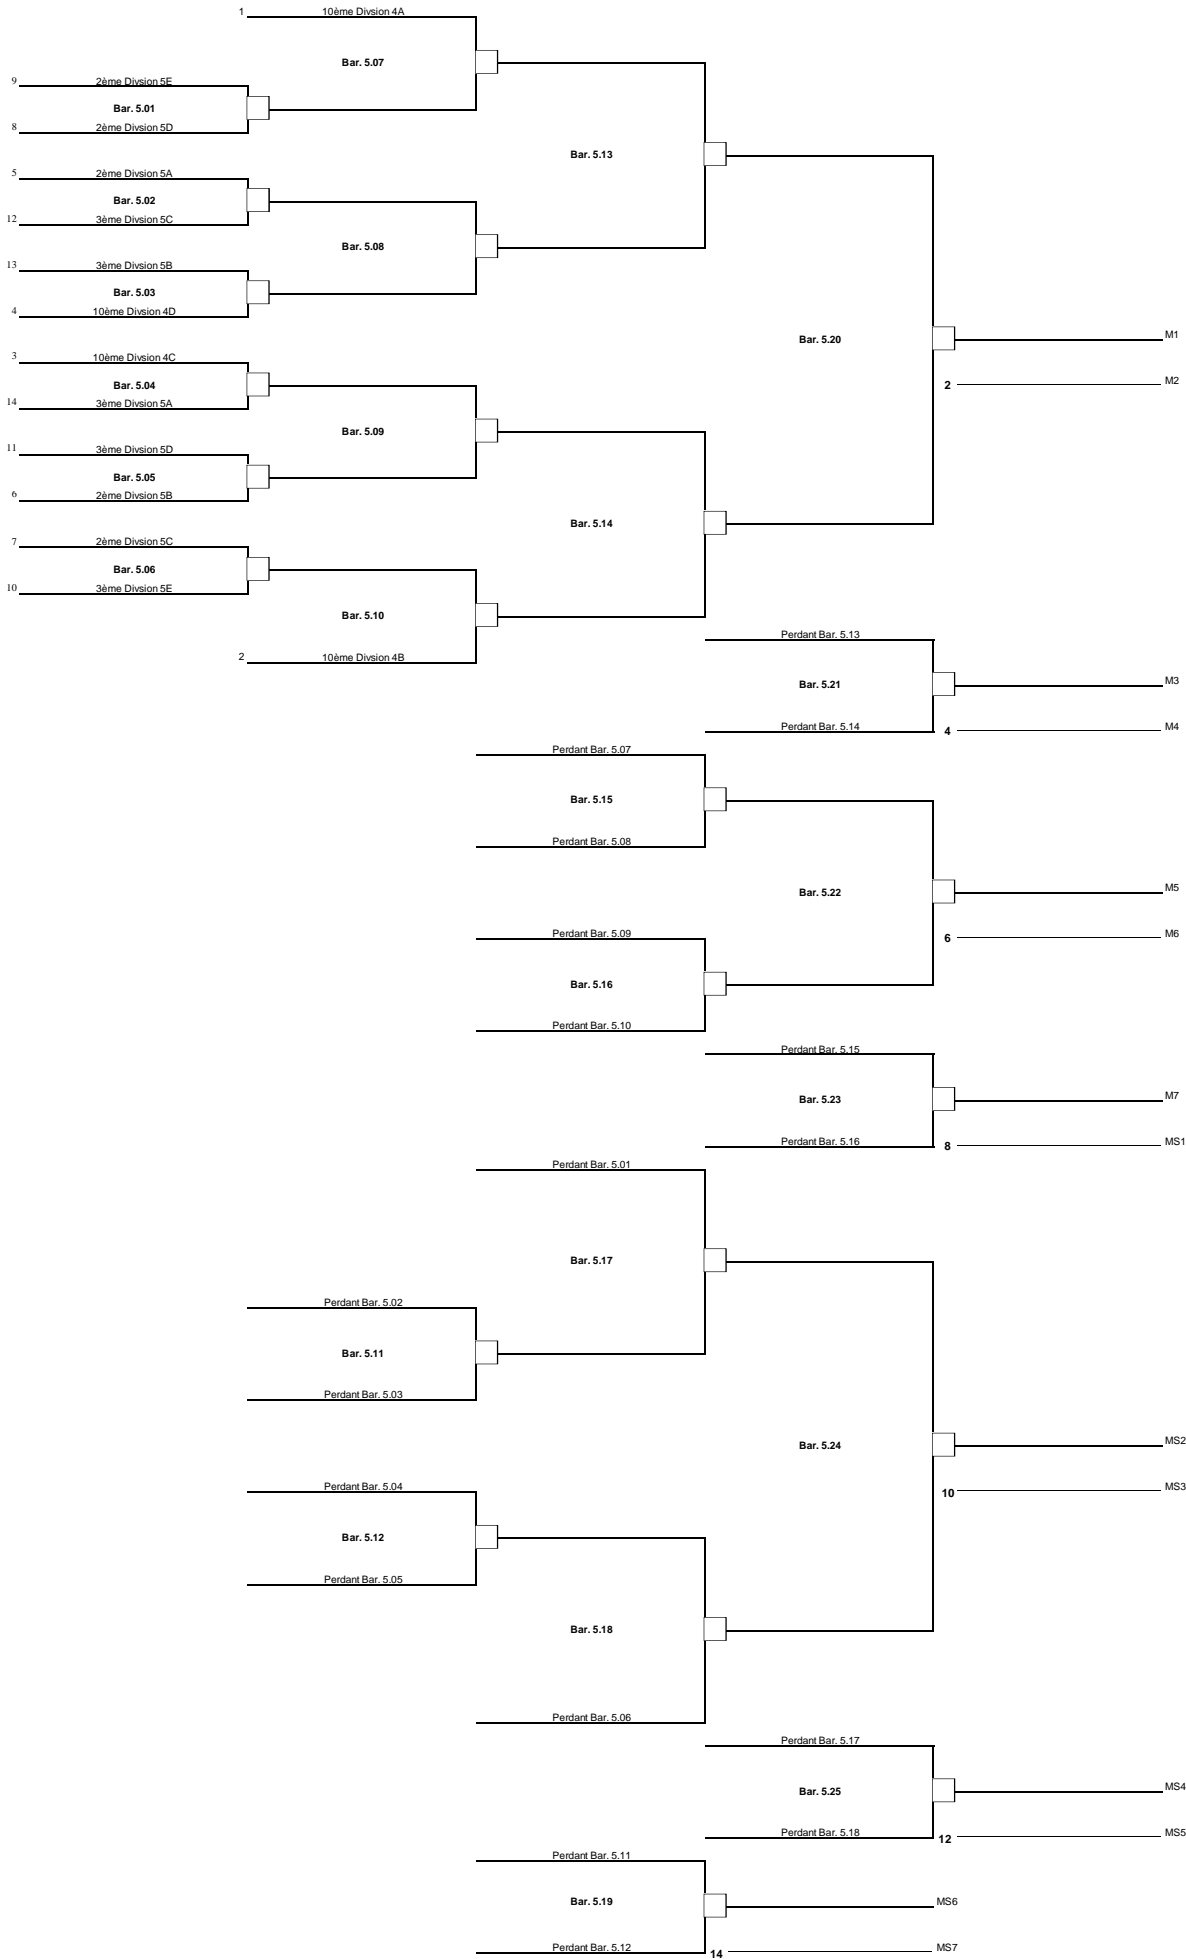 1 10ème Divsion 4A
Bar. 5.07
9 2ème Divsion 5E
Bar. 5.01
8 2ème Divsion 5D
Bar. 5.13
5 2ème Divsion 5A
Bar. 5.02
12 3ème Divsion 5C
Bar. 5.08
13 3ème Divsion 5B
Bar. 5.03
4 10ème Divsion 4D
Bar. 5.20
M1
3 10ème Divsion 4C
2 M2
Bar. 5.04
14 3ème Divsion 5A
Bar. 5.09
11 3ème Divsion 5D
Bar. 5.05
6 2ème Divsion 5B
Bar. 5.14
7 2ème Divsion 5C
Bar. 5.06
10 3ème Divsion 5E
Bar. 5.10
Perdant Bar. 5.13
2 10ème Divsion 4B
Bar. 5.21
M3
Perdant Bar. 5.14
4 M4
Perdant Bar. 5.07
Bar. 5.15
Perdant Bar. 5.08
Bar. 5.22
M5
Perdant Bar. 5.09
6 M6
Bar. 5.16
Perdant Bar. 5.10
Perdant Bar. 5.15
Bar. 5.23
M7
Perdant Bar. 5.16
8 MS1
Perdant Bar. 5.01
Bar. 5.17
Perdant Bar. 5.02
Bar. 5.11
Perdant Bar. 5.03
Bar. 5.24
MS2
Perdant Bar. 5.04
10 MS3
Bar. 5.12
Perdant Bar. 5.05
Bar. 5.18
Perdant Bar. 5.06
Perdant Bar. 5.17
Bar. 5.25
MS4
Perdant Bar. 5.18
12 MS5
Perdant Bar. 5.11
Bar. 5.19
MS6
Perdant Bar. 5.12
14 MS7